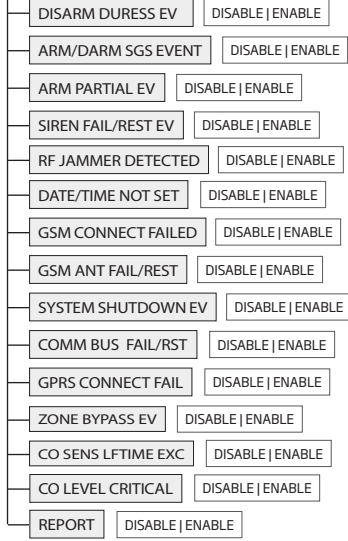 DISARM DURESS EV DISABLE | ENABLE
ARM/DARM SGS EVENT DISABLE | ENABLE
ARM PARTIAL EV DISABLE | ENABLE
SIREN FAIL/REST EV DISABLE | ENABLE
RF JAMMER DETECTED DISABLE | ENABLE
DATE/TIME NOT SET DISABLE | ENABLE
GSM CONNECT FAILED DISABLE | ENABLE
GSM ANT FAIL/REST DISABLE | ENABLE
SYSTEM SHUTDOWN EV DISABLE | ENABLE
COMM BUS FAIL/RST DISABLE | ENABLE
GPRS CONNECT FAIL DISABLE | ENABLE
ZONE BYPASS EV DISABLE | ENABLE
CO SENS LFTIME EXC DISABLE | ENABLE
CO LEVEL CRITICAL DISABLE | ENABLE
REPORT DISABLE | ENABLE